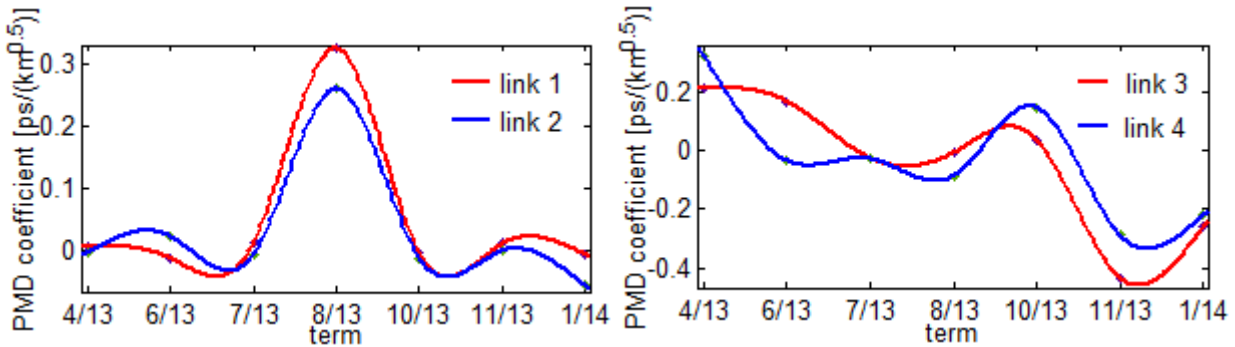 PMD coefficient [ps/(km^0.5)]
0.3
0.2
0.1
0
link 1
link 2
4/13 6/13 7/13 8/13 10/13 11/13 1/14
term
PMD coefficient [ps/(km^0.5)]
0.2
0
-0.2
-0.4
link 3
link 4
4/13 6/13 7/13 8/13 10/13 11/13 1/14
term